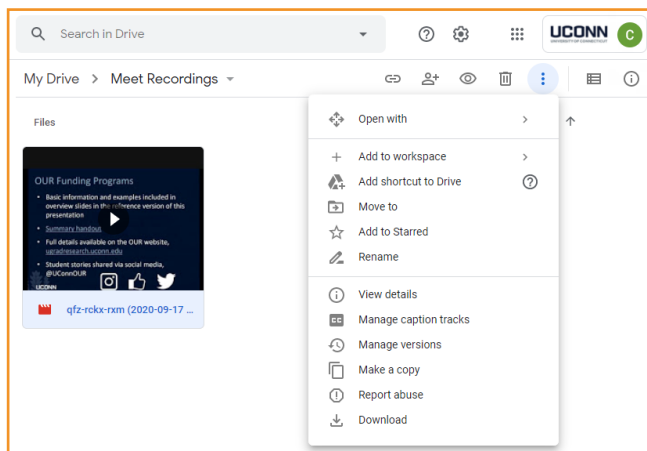 Search in Drive
UCONN
UNIVERSITY OF CONNECTICUT
C
My Drive > Meet Recordings
Files
OUR Funding Programs
• Basic information and examples included in
overview slides in the reference version of this
presentation
• Summary handout
• Full details available on the OUR website,
ugradresearch.uconn.edu
• Student stories shared via social media,
@UConnOUR
UCONN
qfz-rckx-rxm (2020-09-17 ...
Open with
Add to workspace
Add shortcut to Drive
Move to
Add to Starred
Rename
View details
CC Manage caption tracks
Manage versions
Make a copy
Report abuse
Download